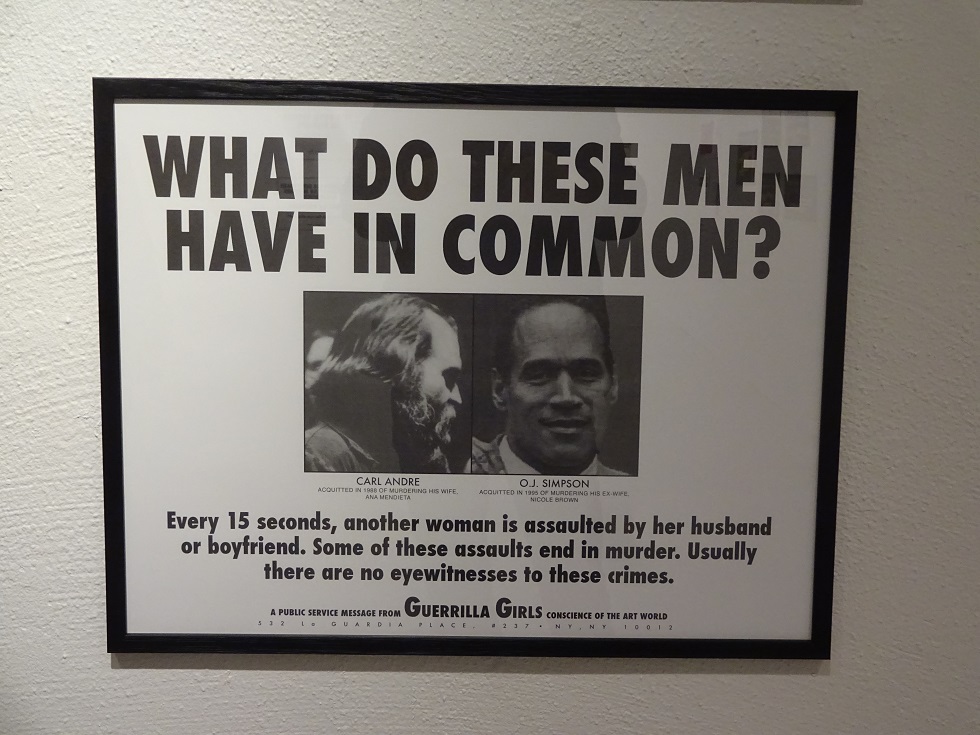 WHAT DO THESE MEN
HAVE IN COMMON?
CARL ANDRE
ACQUITTED IN 1988 OF MURDERING HIS WIFE,
ANA MENDIETA
O.J. SIMPSON
ACQUITTED IN 1995 OF MURDERING HIS EX-WIFE,
NICOLE BROWN
Every 15 seconds, another woman is assaulted by her husband
or boyfriend. Some of these assaults end in murder. Usually
there are no eyewitnesses to these crimes.
A PUBLIC SERVICE MESSAGE FROM GUERRILLA GIRLS CONSCIENCE OF THE ART WORLD
532 La GUARDIA PLACE, #237 • NY, NY 10012